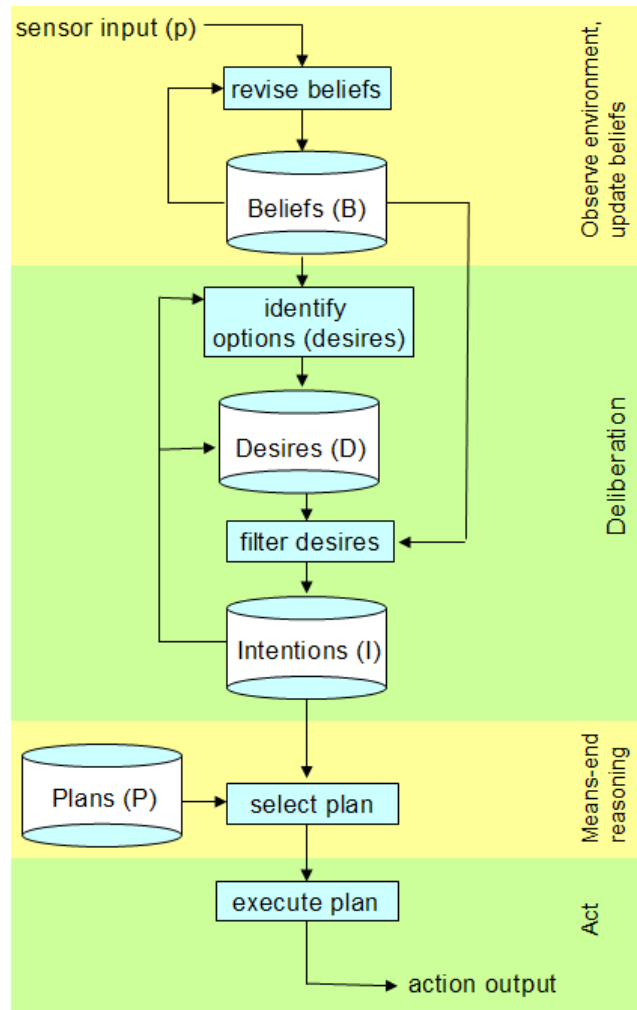 sensor input (p)
revise beliefs
Beliefs (B)
Observe environment,
update beliefs
identify
options (desires)
Desires (D)
filter desires
Intentions (I)
Deliberation
Plans (P)
select plan
Means-end
reasoning
execute plan
action output
Act